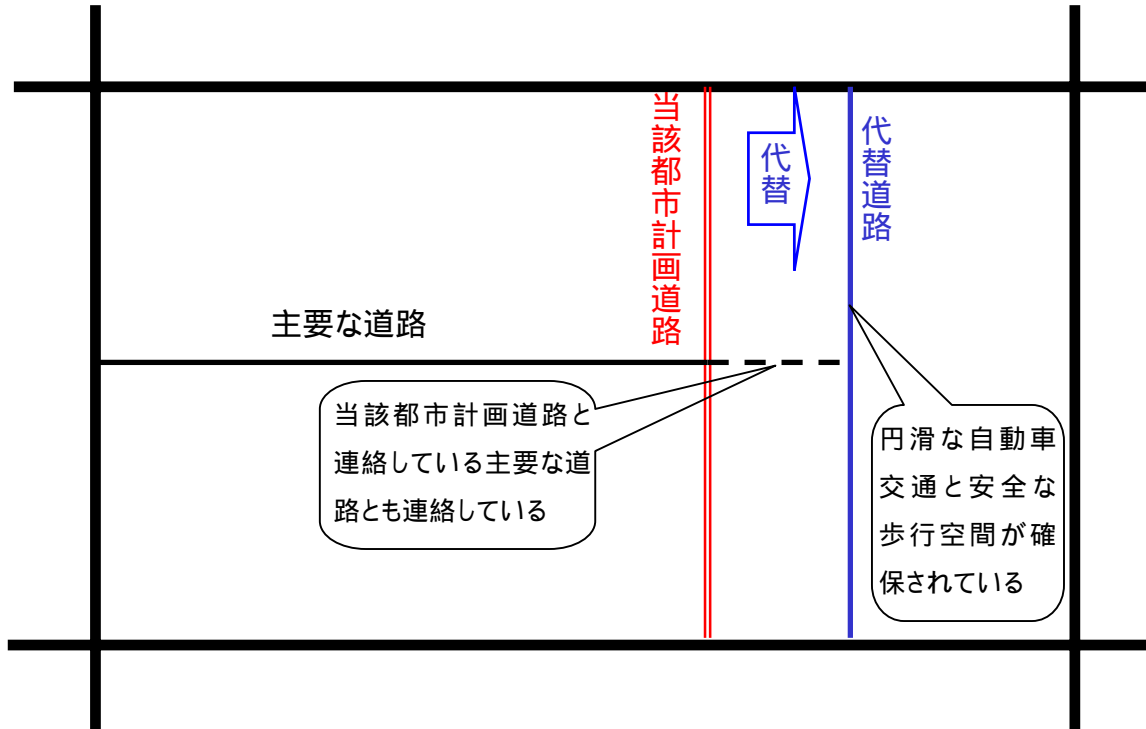 当該都市計画道路
代替
代替道路
主要な道路
当該都市計画道路と
連絡している主要な道
路とも連絡している
円滑な自動車
交通と安全な
歩行空間が確
保されている